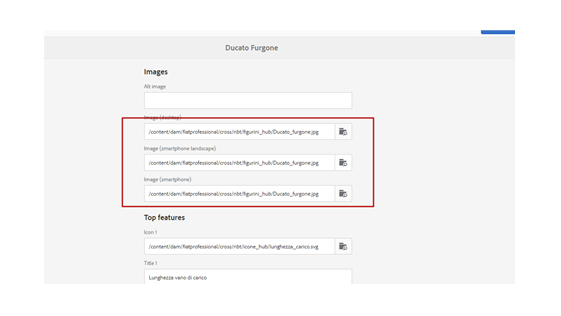 Ducato Furgone
Images
Alt image
Image (desktop)
/content/dam/fiatprofessional/cross/nbt/figurini_hub/Ducato_furgone.jpg
Image (smartphone landscape)
/content/dam/fiatprofessional/cross/nbt/figurini_hub/Ducato_furgone.jpg
Image (smartphone)
/content/dam/fiatprofessional/cross/nbt/figurini_hub/Ducato_furgone.jpg
Top features
Icon 1
/content/dam/fiatprofessional/cross/nbt/icone_hub/lunghezza_carico.svg
Title 1
Lunghezza vano di carico